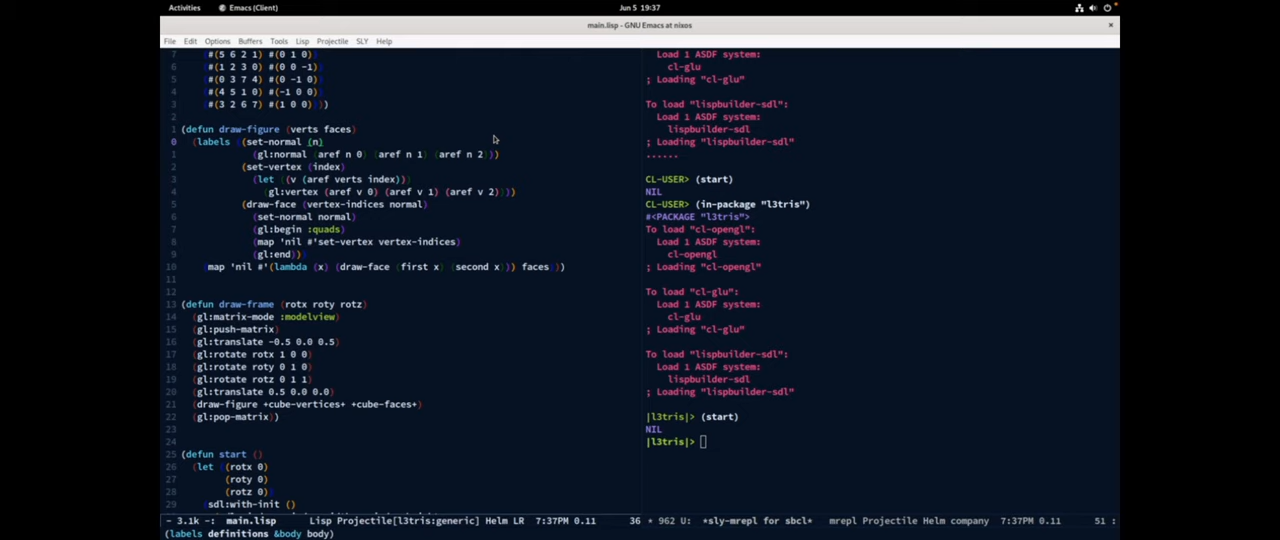 Activities Emacs (Client) Jun 5 19:37
main.lisp - GNU Emacs at nixos
File Edit Options Buffers Tools Lisp Projectile SLY Help
7 (#(5 6 2 1) #(0 1 0)
6 (#(1 2 3 0) #(0 0 -1)
5 (#(0 3 7 4) #(0 -1 0)
4 (#(4 5 1 0) #(-1 0 0)
3 (#(3 2 6 7) #(1 0 0)))
2
1 (defun draw-figure (verts faces)
0 (labels ((set-normal (n)
1 (gl:normal (aref n 0) (aref n 1) (aref n 2)))
2 (set-vertex (index)
3 (let ((v (aref verts index)))
4 (gl:vertex (aref v 0) (aref v 1) (aref v 2))))
5 (draw-face (vertex-indices normal)
6 (set-normal normal)
7 (gl:begin :quads)
8 (map 'nil #'set-vertex vertex-indices)
9 (gl:end)))
10 (map 'nil #'(lambda (x) (draw-face (first x) (second x))) faces)))
11
12
13 (defun draw-frame (rotx roty rotz)
14 (gl:matrix-mode :modelview)
15 (gl:push-matrix)
16 (gl:translate -0.5 0.0 0.5)
17 (gl:rotate rotx 1 0 0)
18 (gl:rotate roty 0 1 0)
19 (gl:rotate rotz 0 1 1)
20 (gl:translate 0.5 0.0 0.0)
21 (draw-figure +cube-vertices+ +cube-faces+)
22 (gl:pop-matrix))
23
24
25 (defun start ()
26 (let ((rotx 0)
27 (roty 0)
28 (rotz 0))
29 (sdl:with-init ()
- 3.1k -: main.lisp Lisp Projectile[l3tris:generic] Helm LR 7:37PM 0.11 36
(labels definitions &body body)
Load 1 ASDF system:
cl-glu
; Loading "cl-glu"
To load "lispbuilder-sdl":
Load 1 ASDF system:
lispbuilder-sdl
; Loading "lispbuilder-sdl"
......
CL-USER> (start)
NIL
CL-USER> (in-package "l3tris")
#<PACKAGE "l3tris">
To load "cl-opengl":
Load 1 ASDF system:
cl-opengl
; Loading "cl-opengl"
To load "cl-glu":
Load 1 ASDF system:
cl-glu
; Loading "cl-glu"
To load "lispbuilder-sdl":
Load 1 ASDF system:
lispbuilder-sdl
; Loading "lispbuilder-sdl"
|l3tris|> (start)
NIL
|l3tris|>
* 962 U: *sly-mrepl for sbcl* mrepl Projectile Helm company 7:37PM 0.11 51 :